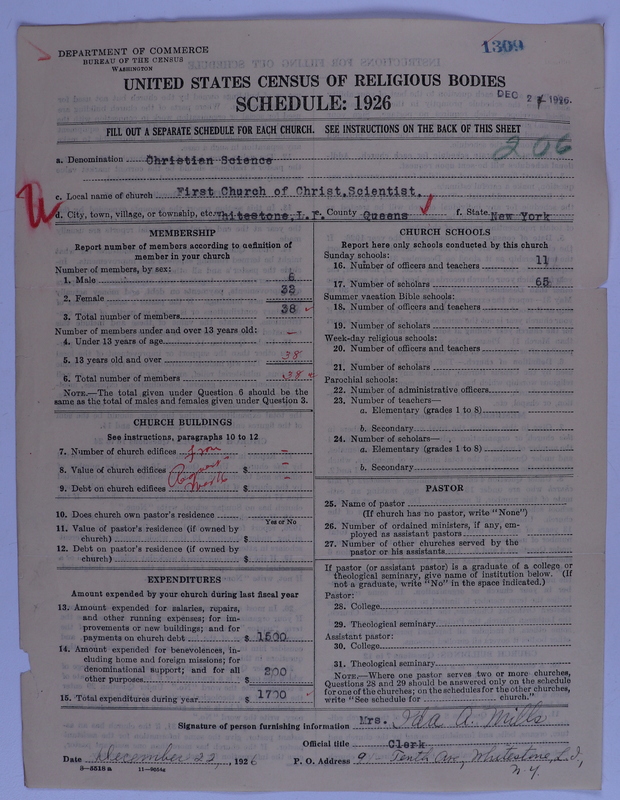 1309
DEPARTMENT OF COMMERCE
BUREAU OF THE CENSUS
WASHINGTON
UNITED STATES CENSUS OF RELIGIOUS BODIES
SCHEDULE: 1926
DEC 24 1926.
FILL OUT A SEPARATE SCHEDULE FOR EACH CHURCH. SEE INSTRUCTIONS ON THE BACK OF THIS SHEET
206
a. Denomination Christian Science
c. Local name of church First Church of Christ, Scientist.
d. City, town, village, or township, etc. Whitestone, L.I. County Queens f. State New York
MEMBERSHIP
Report number of members according to definition of member in your church
Number of members, by sex:
1. Male 6
2. Female 32
3. Total number of members 38
Number of members under and over 13 years old:
4. Under 13 years of age –
5. 13 years old and over 38
6. Total number of members 38
NOTE.—The total given under Question 6 should be the same as the total of males and females given under Question 3.
CHURCH BUILDINGS
See instructions, paragraphs 10 to 12
7. Number of church edifices from –
8. Value of church edifices $ –
9. Debt on church edifices $ –
10. Does church own pastor's residence
Yes or No
11. Value of pastor's residence (if owned by church) $
12. Debt on pastor's residence (if owned by church) $
EXPENDITURES
Amount expended by your church during last fiscal year
13. Amount expended for salaries, repairs, and other running expenses; for improvements or new buildings; and for payments on church debt $ 1500
14. Amount expended for benevolences, including home and foreign missions; for denominational support; and for all other purposes $ 200
15. Total expenditures during year $ 1700
CHURCH SCHOOLS
Report here only schools conducted by this church
Sunday schools:
16. Number of officers and teachers 11
17. Number of scholars 65
Summer vacation Bible schools:
18. Number of officers and teachers
19. Number of scholars
Week-day religious schools:
20. Number of officers and teachers
21. Number of scholars
Parochial schools:
22. Number of administrative officers
23. Number of teachers—
a. Elementary (grades 1 to 8)
b. Secondary
24. Number of scholars—
a. Elementary (grades 1 to 8)
b. Secondary
PASTOR
25. Name of pastor
(If church has no pastor, write "None")
26. Number of ordained ministers, if any, employed as assistant pastors
27. Number of other churches served by the pastor or his assistants
If pastor (or assistant pastor) is a graduate of a college or theological seminary, give name of institution below. (If not a graduate, write "No" in the space indicated.)
Pastor:
28. College
29. Theological seminary
Assistant pastor:
30. College
31. Theological seminary
NOTE.—Where one pastor serves two or more churches, Questions 28 and 29 should be answered only on the schedule for one of the churches; on the schedules for the other churches, write "See schedule for church."
Signature of person furnishing information Mrs. Ida A. Mills
Official title Clerk
Date December 22, 1926 P. O. Address 9 Tenth Ave, Whitestone, L.I.,
N.Y.
8—5518a 11—9054a